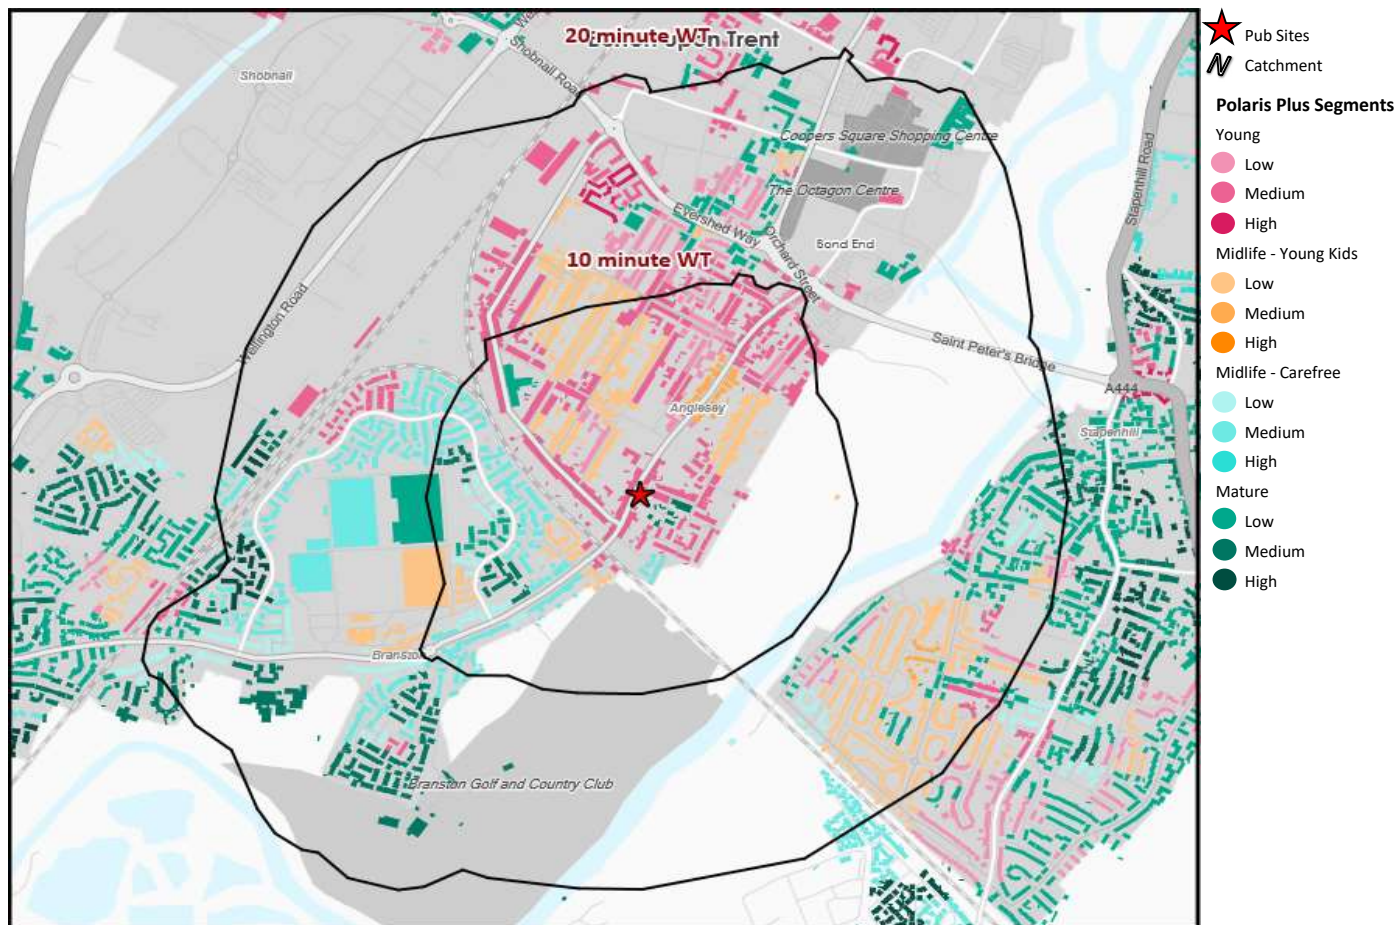 20 minute WT
Shobnall Road
Shobnall
Coopers Square Shopping Centre
The Octagon Centre
Stapenhill Road
Evershed Way
Orchard Street
Bond End
10 minute WT
Wellington Road
Saint Peter's Bridge
A444
Anglesey
Stapenhill
Branston
Branston Golf and Country Club
Pub Sites
Catchment
Polaris Plus Segments
Young
Low
Medium
High
Midlife - Young Kids
Low
Medium
High
Midlife - Carefree
Low
Medium
High
Mature
Low
Medium
High